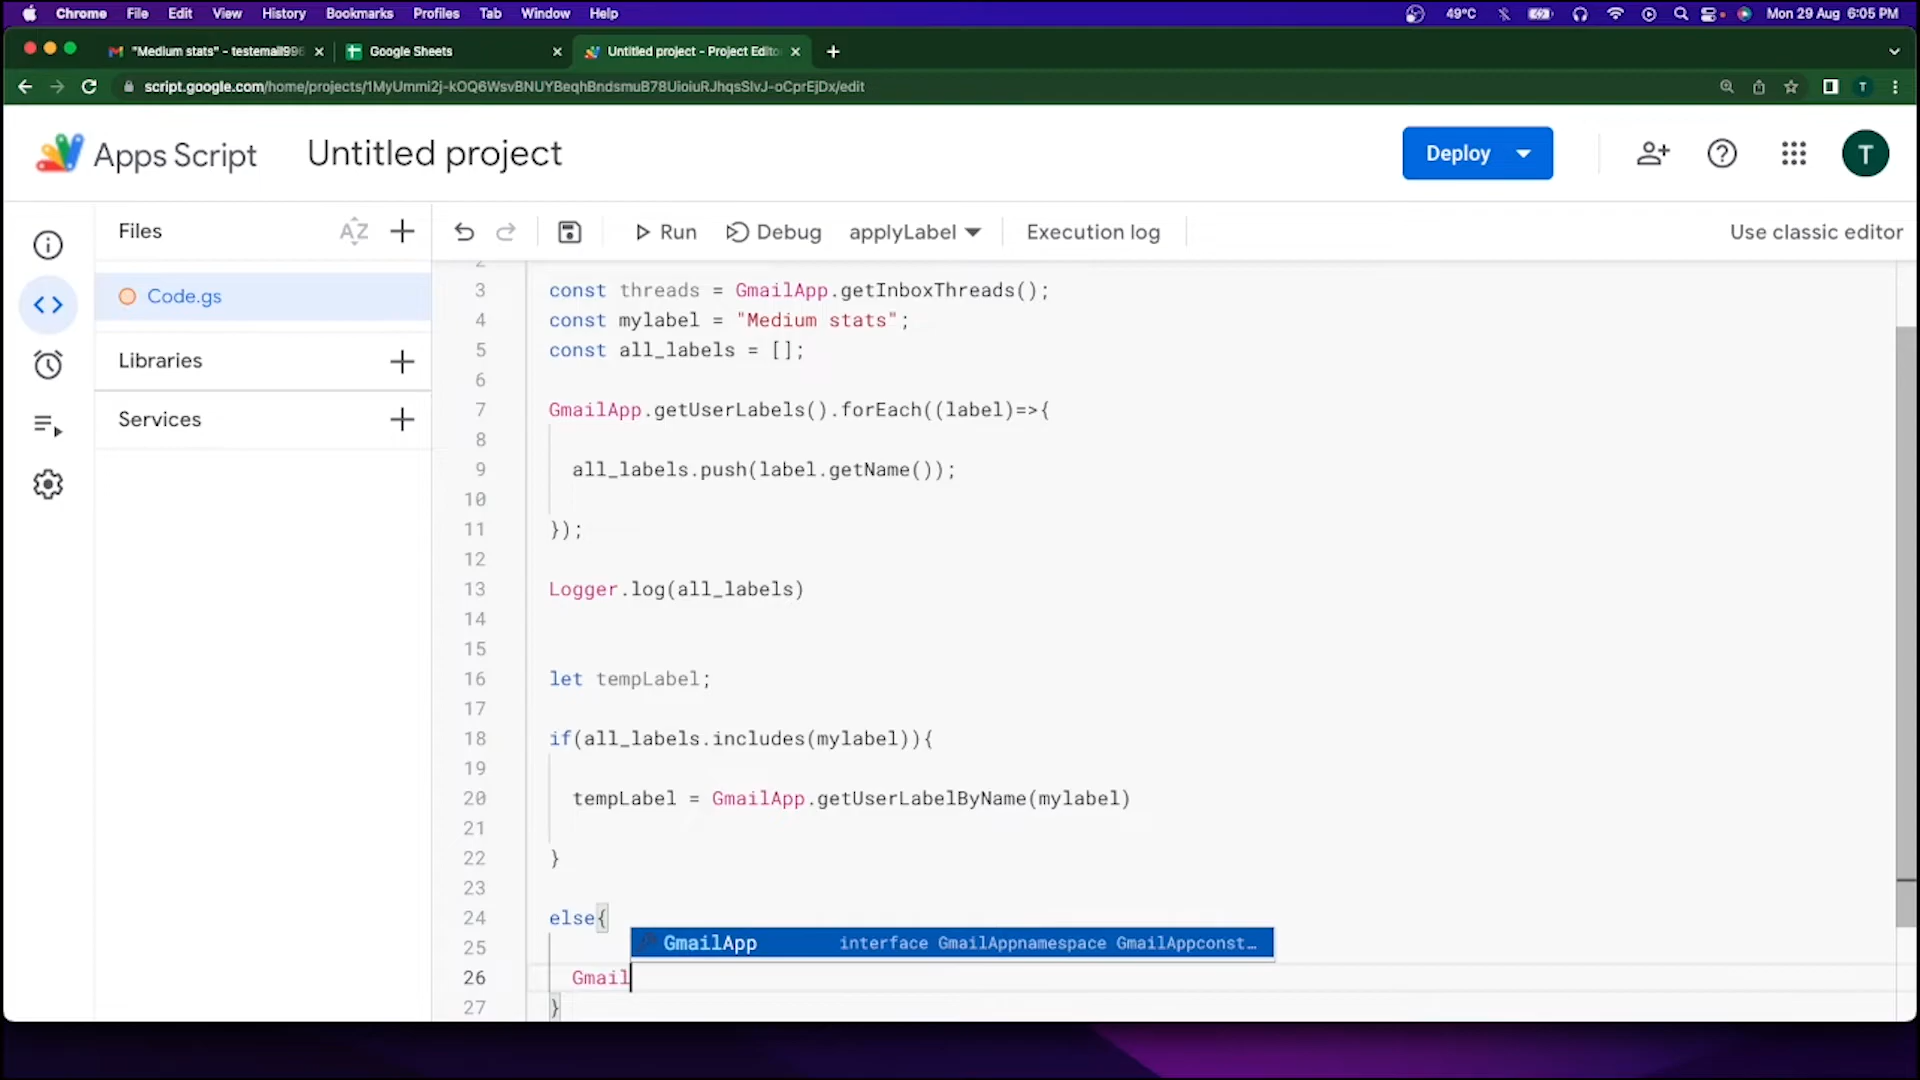 Chrome File Edit View History Bookmarks Profiles Tab Window Help 49°C Mon 29 Aug 6:05 PM
"Medium stats" - testemail996 Google Sheets Untitled project - Project Edito
script.google.com/home/projects/1MyUmmi2j-kOQ6WsvBNUYBeqhBndsmuB78UioiuRJhqsSlvJ-oCprEjDx/edit T
Apps Script Untitled project Deploy T
Files AZ Run Debug applyLabel Execution log Use classic editor
Code.gs
Libraries
Services
2
3 const threads = GmailApp.getInboxThreads();
4 const mylabel = "Medium stats";
5 const all_labels = [];
6
7 GmailApp.getUserLabels().forEach((label)=>{
8
9 all_labels.push(label.getName());
10
11 });
12
13 Logger.log(all_labels)
14
15
16 let tempLabel;
17
18 if(all_labels.includes(mylabel)){
19
20 tempLabel = GmailApp.getUserLabelByName(mylabel)
21
22 }
23
24 else{
25 GmailApp interface GmailAppnamespace GmailAppconst…
26 Gmail
27 }